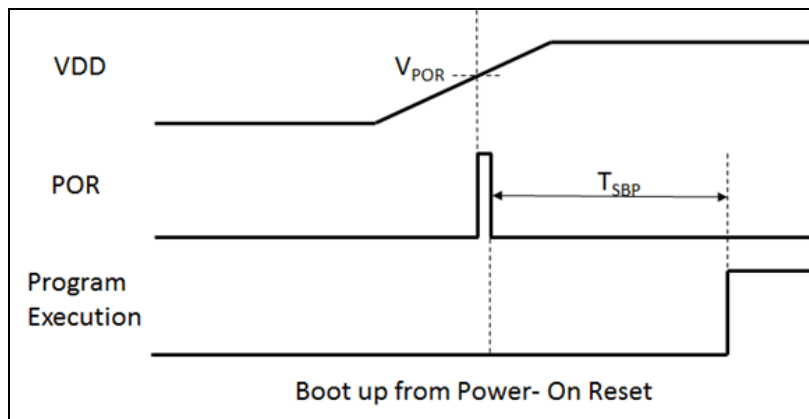 VDD
VPOR
POR
TSBP
Program
Execution
Boot up from Power- On Reset